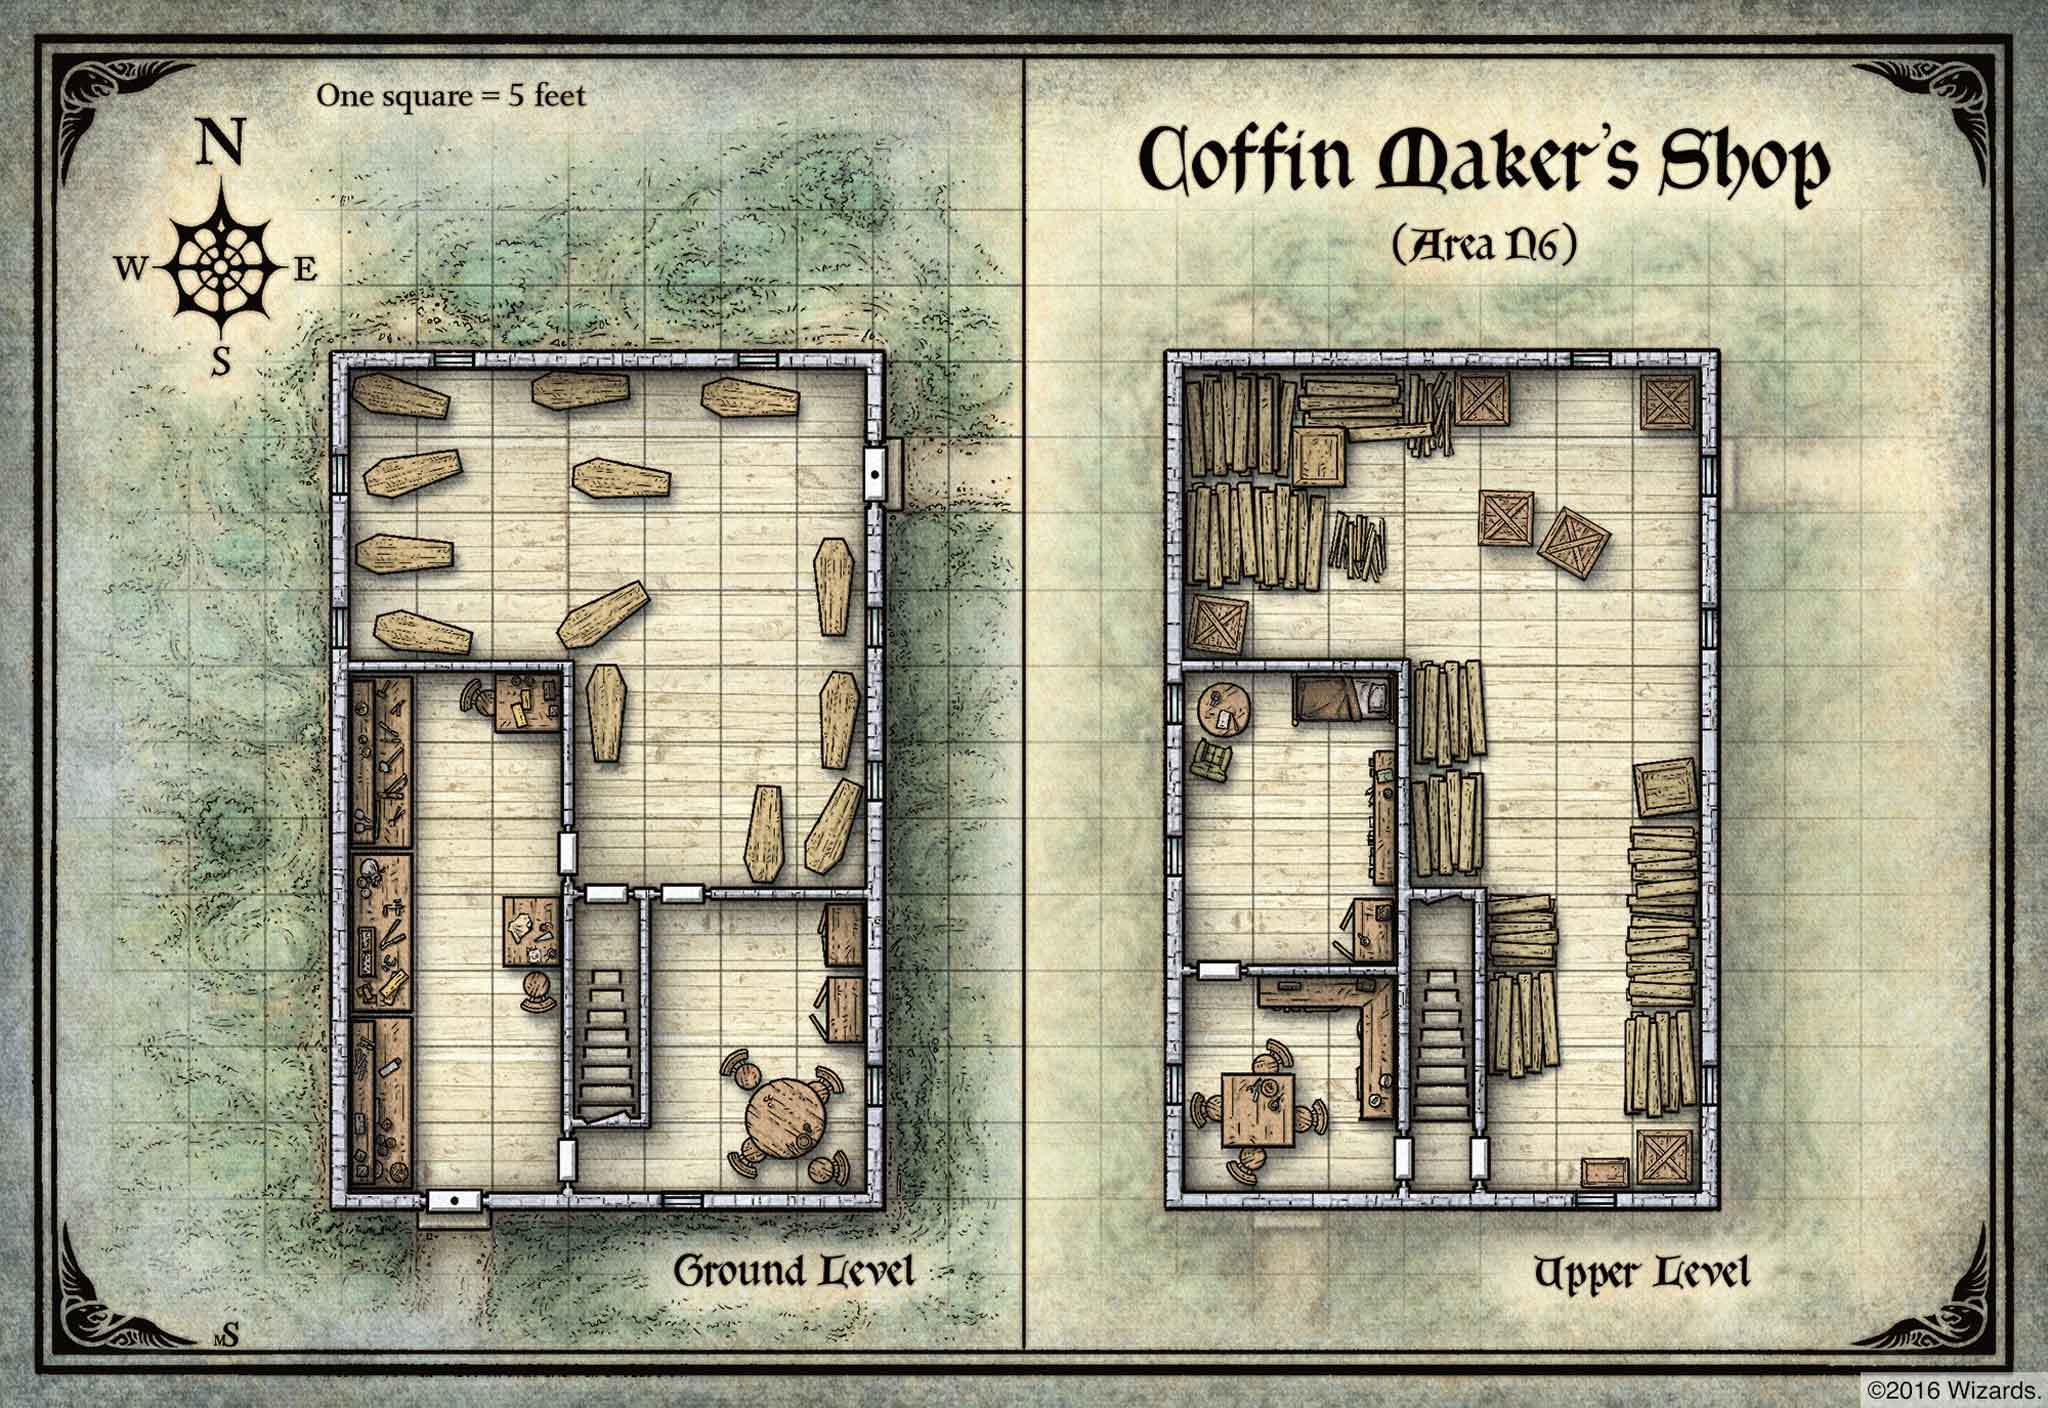 One square = 5 feet
N
W E
S
Coffin Maker's Shop
(Area N6)
Ground Level
Upper Level
MS
©2016 Wizards.